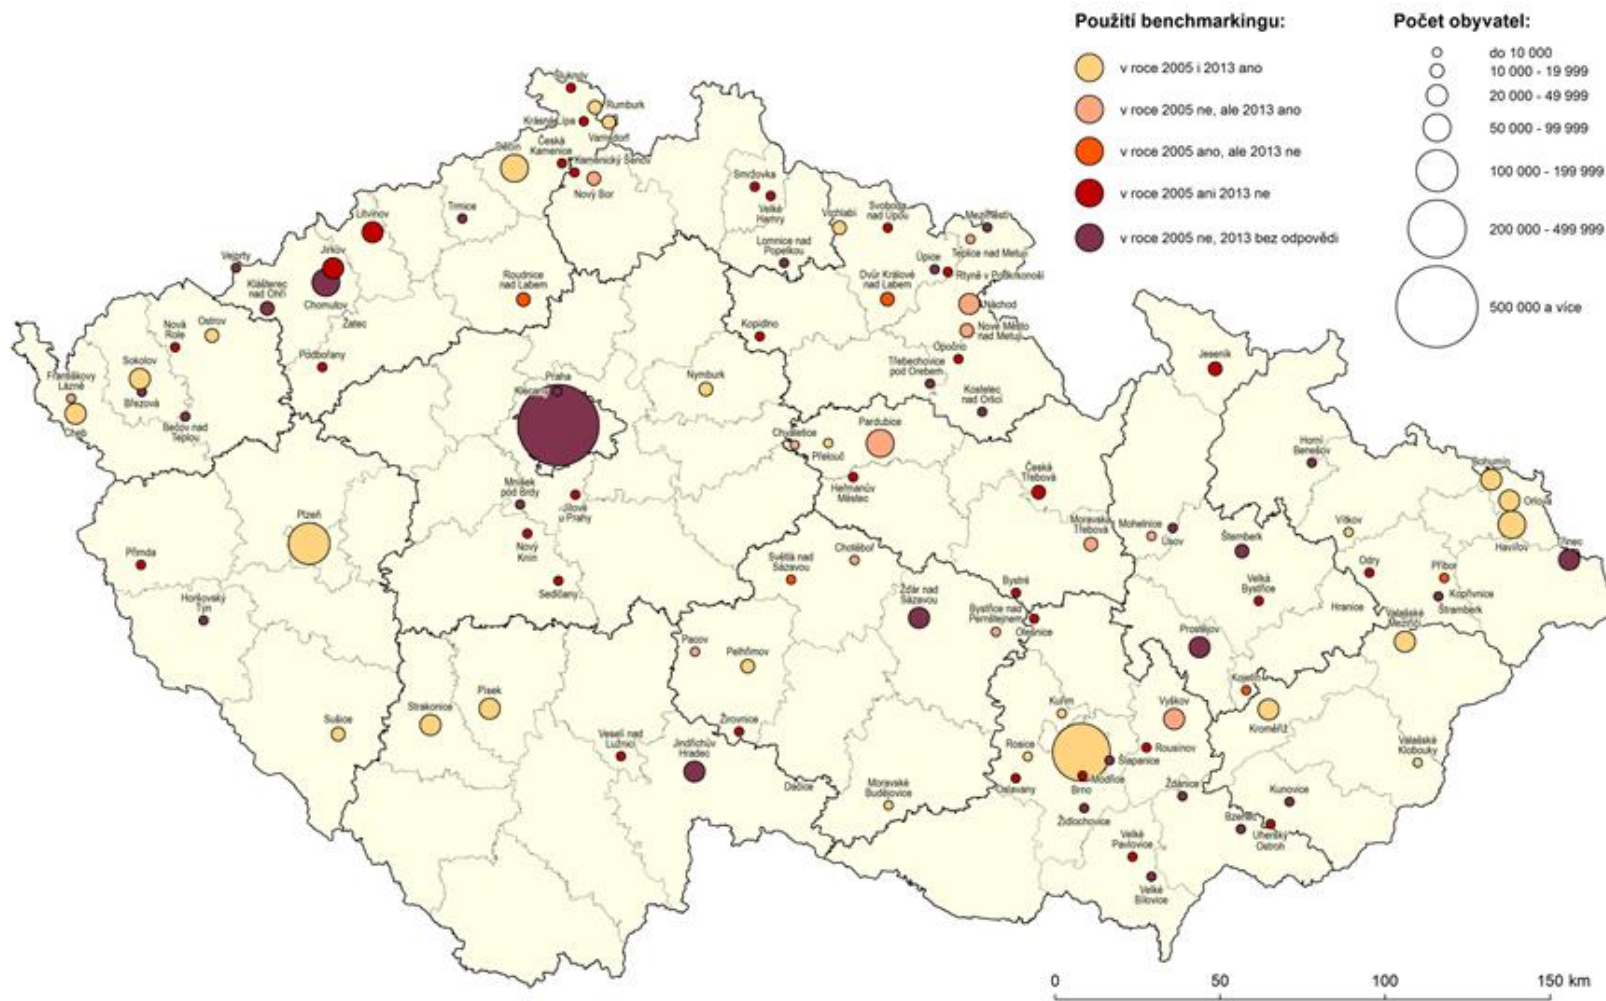 Použití benchmarkingu:
v roce 2005 i 2013 ano
v roce 2005 ne, ale 2013 ano
v roce 2005 ano, ale 2013 ne
v roce 2005 ani 2013 ne
v roce 2005 ne, 2013 bez odpovědi
Počet obyvatel:
do 10 000
10 000 - 19 999
20 000 - 49 999
50 000 - 99 999
100 000 - 199 999
200 000 - 499 999
500 000 a více
Šluknov
Rumburk
Krásná Lípa
Varnsdorf
Česká
Kamenice
Děčín
Kamenický Šenov
Nový Bor
Smržovka
Velké
Hamry
Trmice
Litvínov
Vrchlabí
Svoboda
nad Úpou
Meziměstí
Teplice nad Metují
Lomnice nad
Popelkou
Úpice
Rtyně v Podkrkonoší
Vejprty
Jirkov
Klášterec
nad Ohří
Chomutov
Roudnice
nad Labem
Dvůr Králové
nad Labem
Náchod
Žatec
Nová
Role
Ostrov
Kopidlno
Nové Město
nad Metují
Opočno
Podbořany
Sokolov
Františkovy
Lázně
Březová
Cheb
Bečov nad
Teplou
Praha
Klecany
Nymburk
Třebechovice
pod Orebem
Kostelec
nad Orlicí
Jeseník
Chvaletice
Přelouč
Pardubice
Heřmanův
Městec
Česká
Třebová
Horní
Benešov
Bohumín
Orlová
Havířov
Mníšek
pod Brdy
Jílové
u Prahy
Nový
Knín
Sedlčany
Plzeň
Přimda
Horšovský
Týn
Moravská
Třebová
Mohelnice
Úsov
Šternberk
Vítkov
Třinec
Světlá nad
Sázavou
Chotěboř
Odry
Příbor
Kopřivnice
Štramberk
Žďár nad
Sázavou
Bystré
Bystřice nad
Pernštejnem
Olešnice
Velká
Bystřice
Hranice
Valašské
Meziříčí
Prostějov
Pacov
Pelhřimov
Kojetín
Písek
Strakonice
Sušice
Kuřim
Vyškov
Kroměříž
Žirovnice
Veselí nad
Lužnicí
Jindřichův
Hradec
Rosice
Rousínov
Šlapanice
Modřice
Oslavany
Brno
Valašské
Klobouky
Dačice
Moravské
Budějovice
Židlochovice
Ždánice
Kunovice
Bzenec
Uherský
Ostroh
Velké
Pavlovice
Velké
Bílovice
0 50 100 150 km